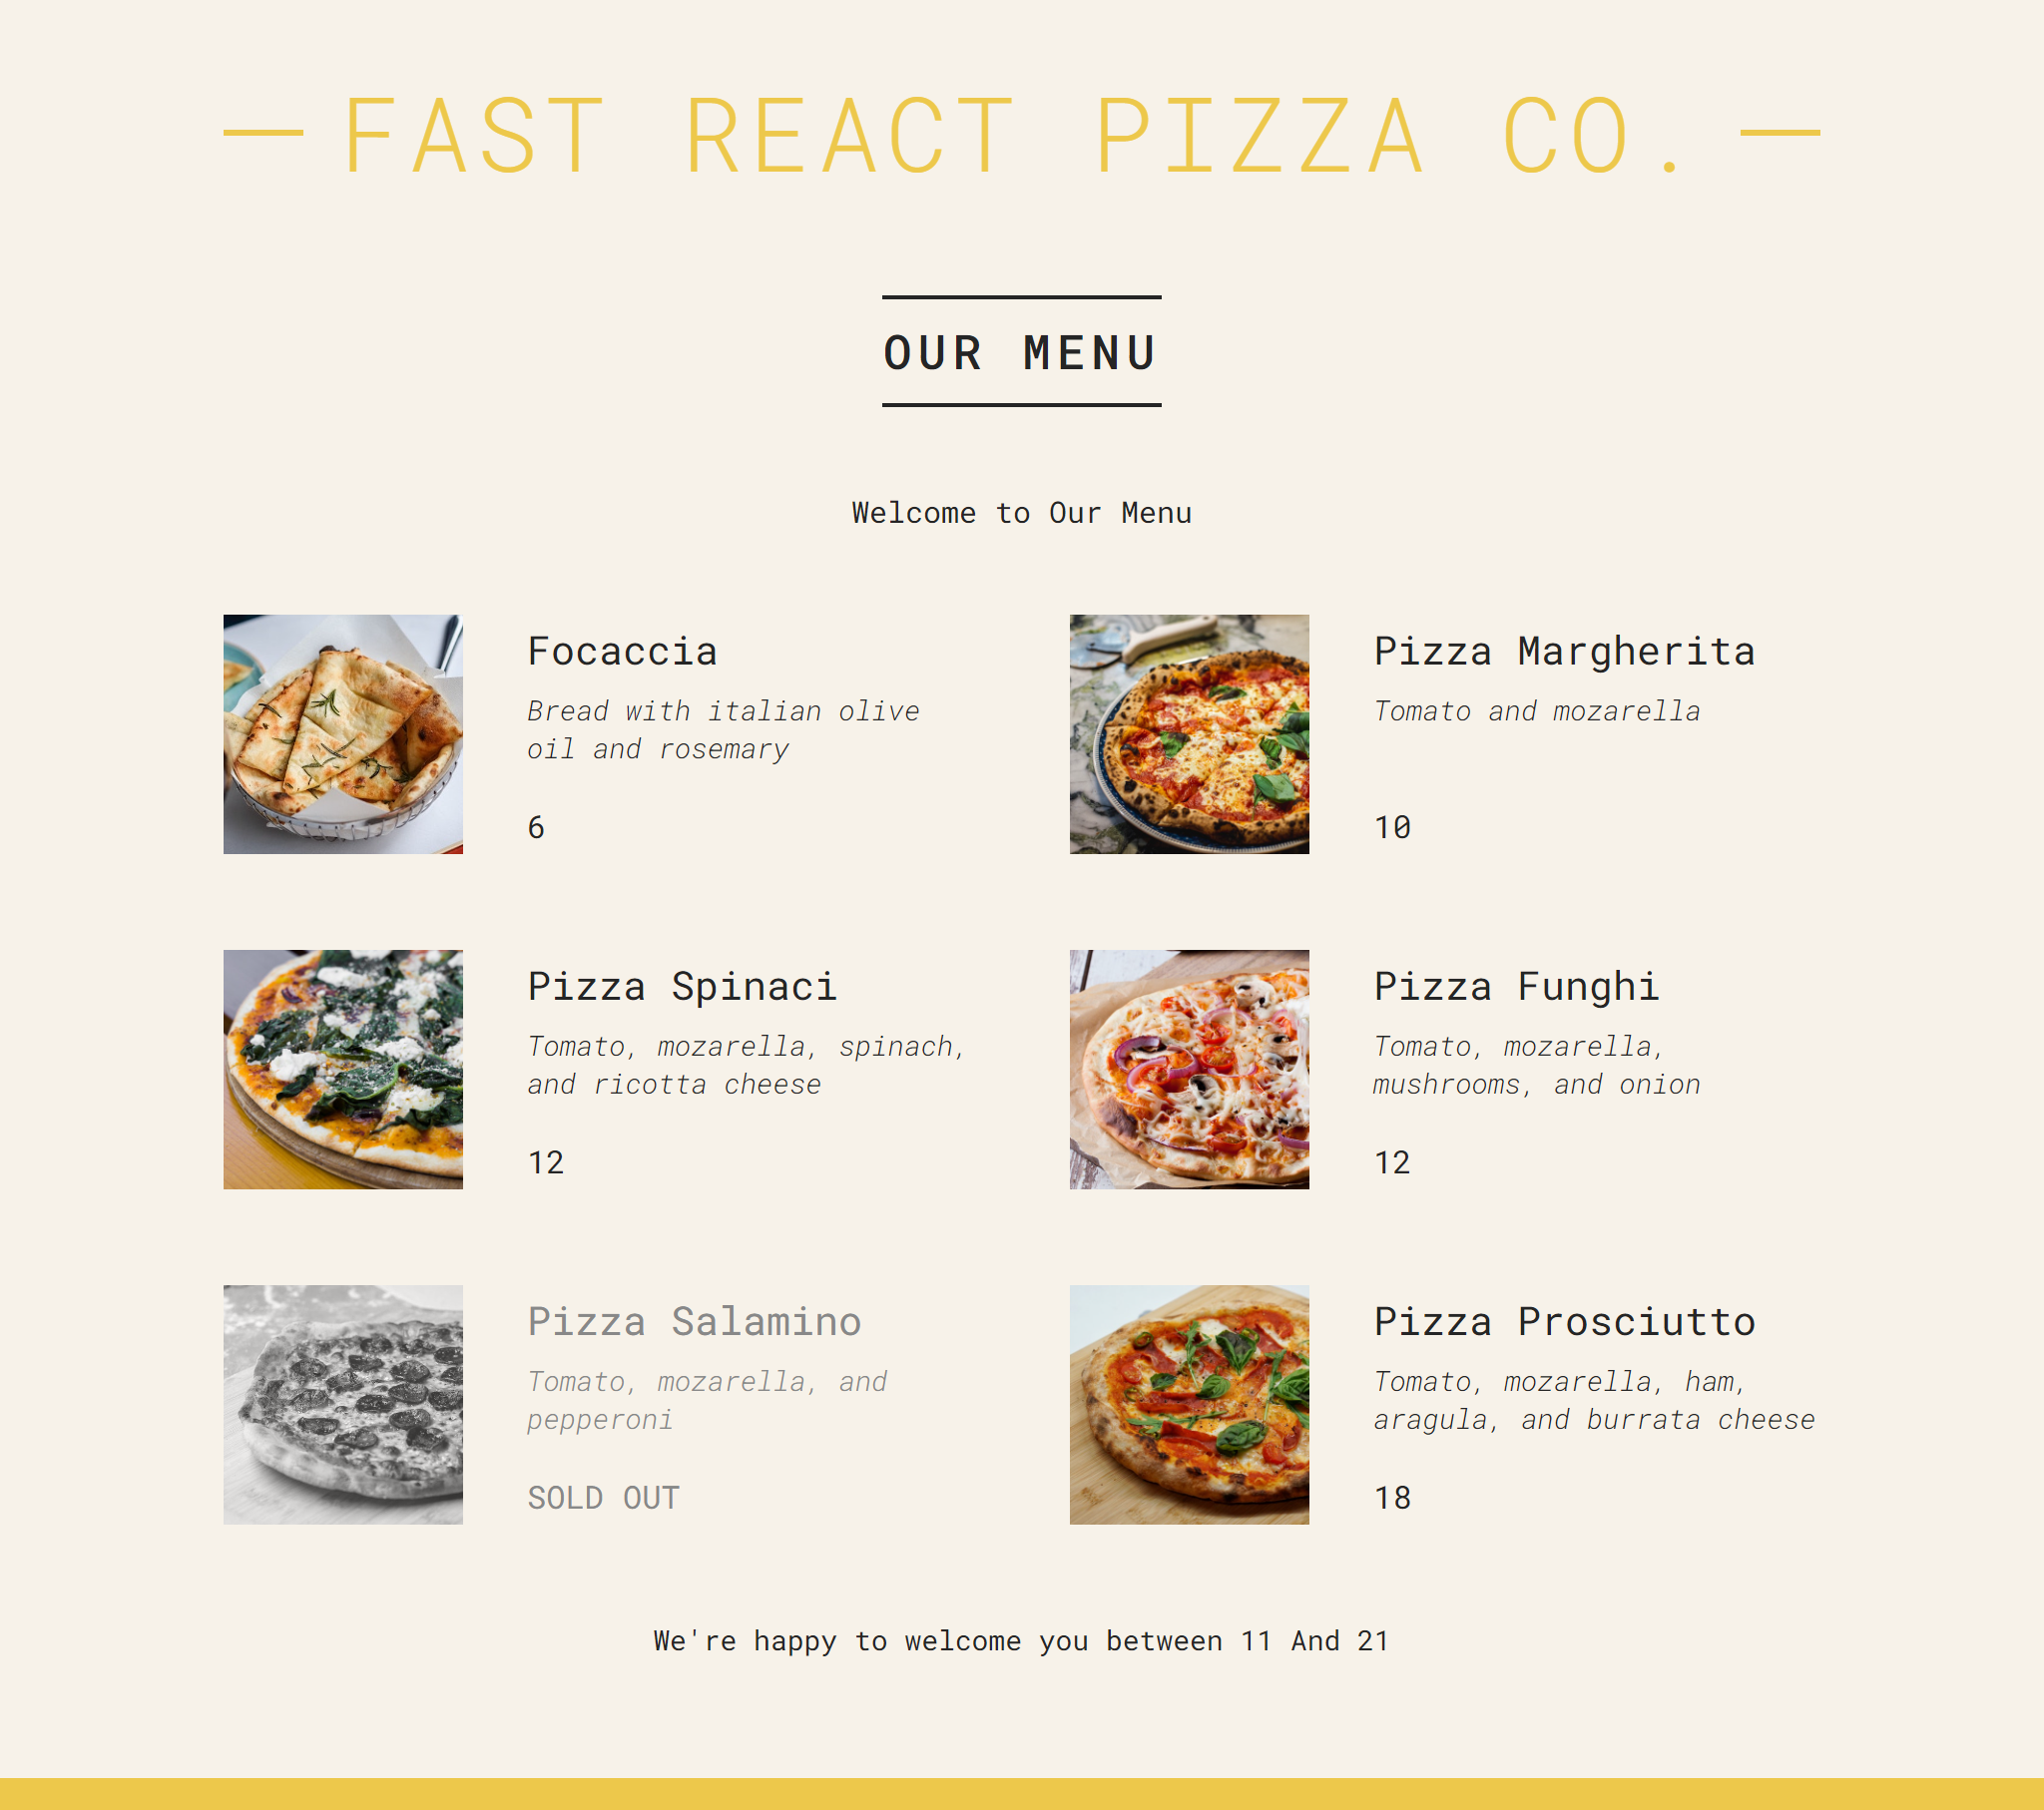 FAST REACT PIZZA CO.
OUR MENU
Welcome to Our Menu
Focaccia
Bread with italian olive
oil and rosemary
6
Pizza Margherita
Tomato and mozarella
10
Pizza Spinaci
Tomato, mozarella, spinach,
and ricotta cheese
12
Pizza Funghi
Tomato, mozarella,
mushrooms, and onion
12
Pizza Salamino
Tomato, mozarella, and
pepperoni
SOLD OUT
Pizza Prosciutto
Tomato, mozarella, ham,
aragula, and burrata cheese
18
We're happy to welcome you between 11 And 21